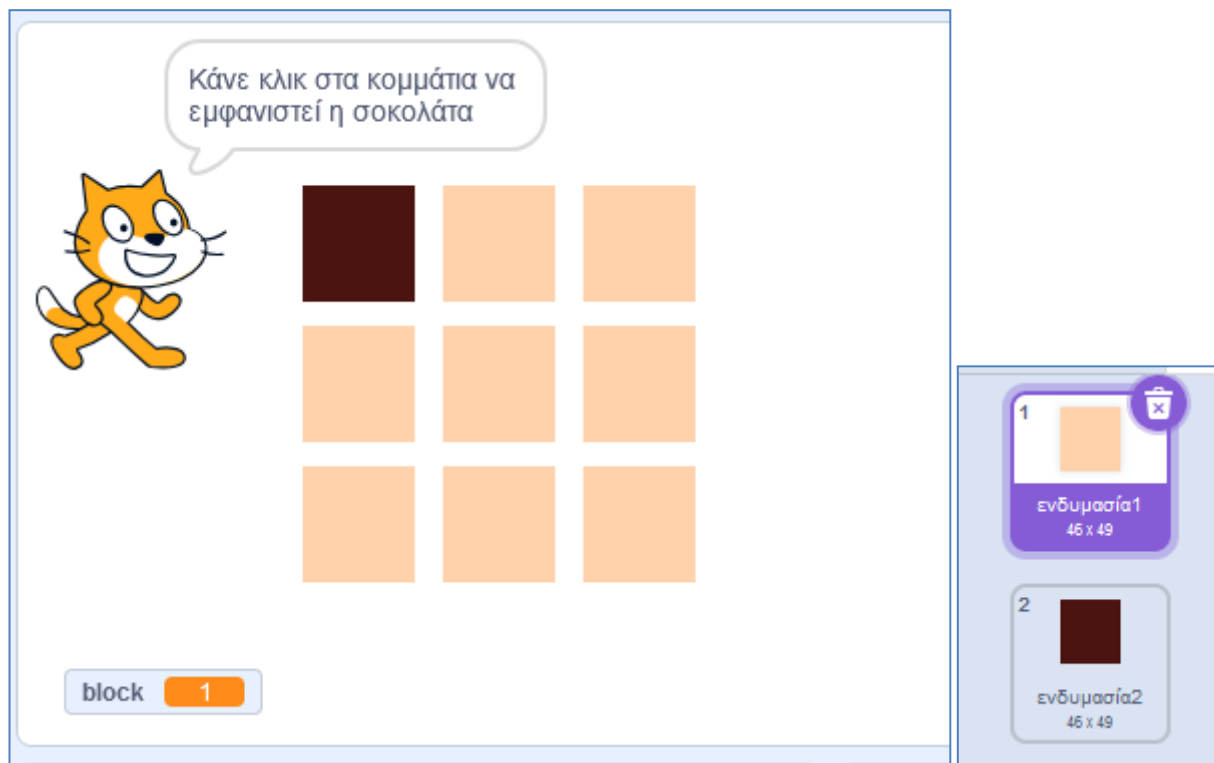 Κάνε κλικ στα κομμάτια να
εμφανιστεί η σοκολάτα
block 1
1
ενδυμασία1
46 x 49
2
ενδυμασία2
46 x 49